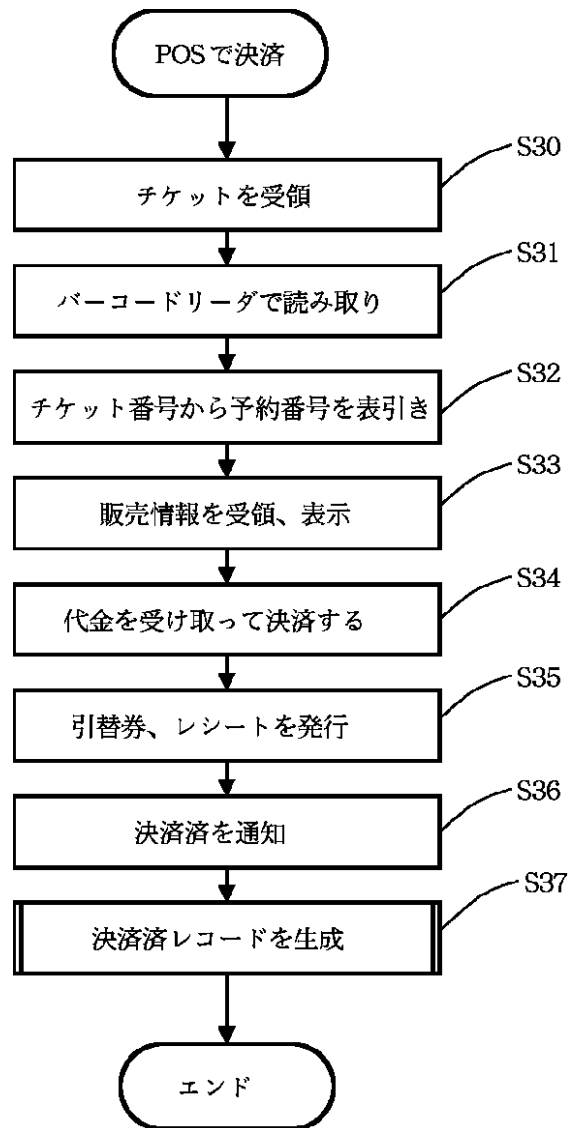 POSで決済
S30
チケットを受領
S31
バーコードリーダで読み取り
S32
チケット番号から予約番号を表引き
S33
販売情報を受領、表示
S34
代金を受け取って決済する
S35
引替券、レシートを発行
S36
決済済を通知
S37
決済済レコードを生成
エンド